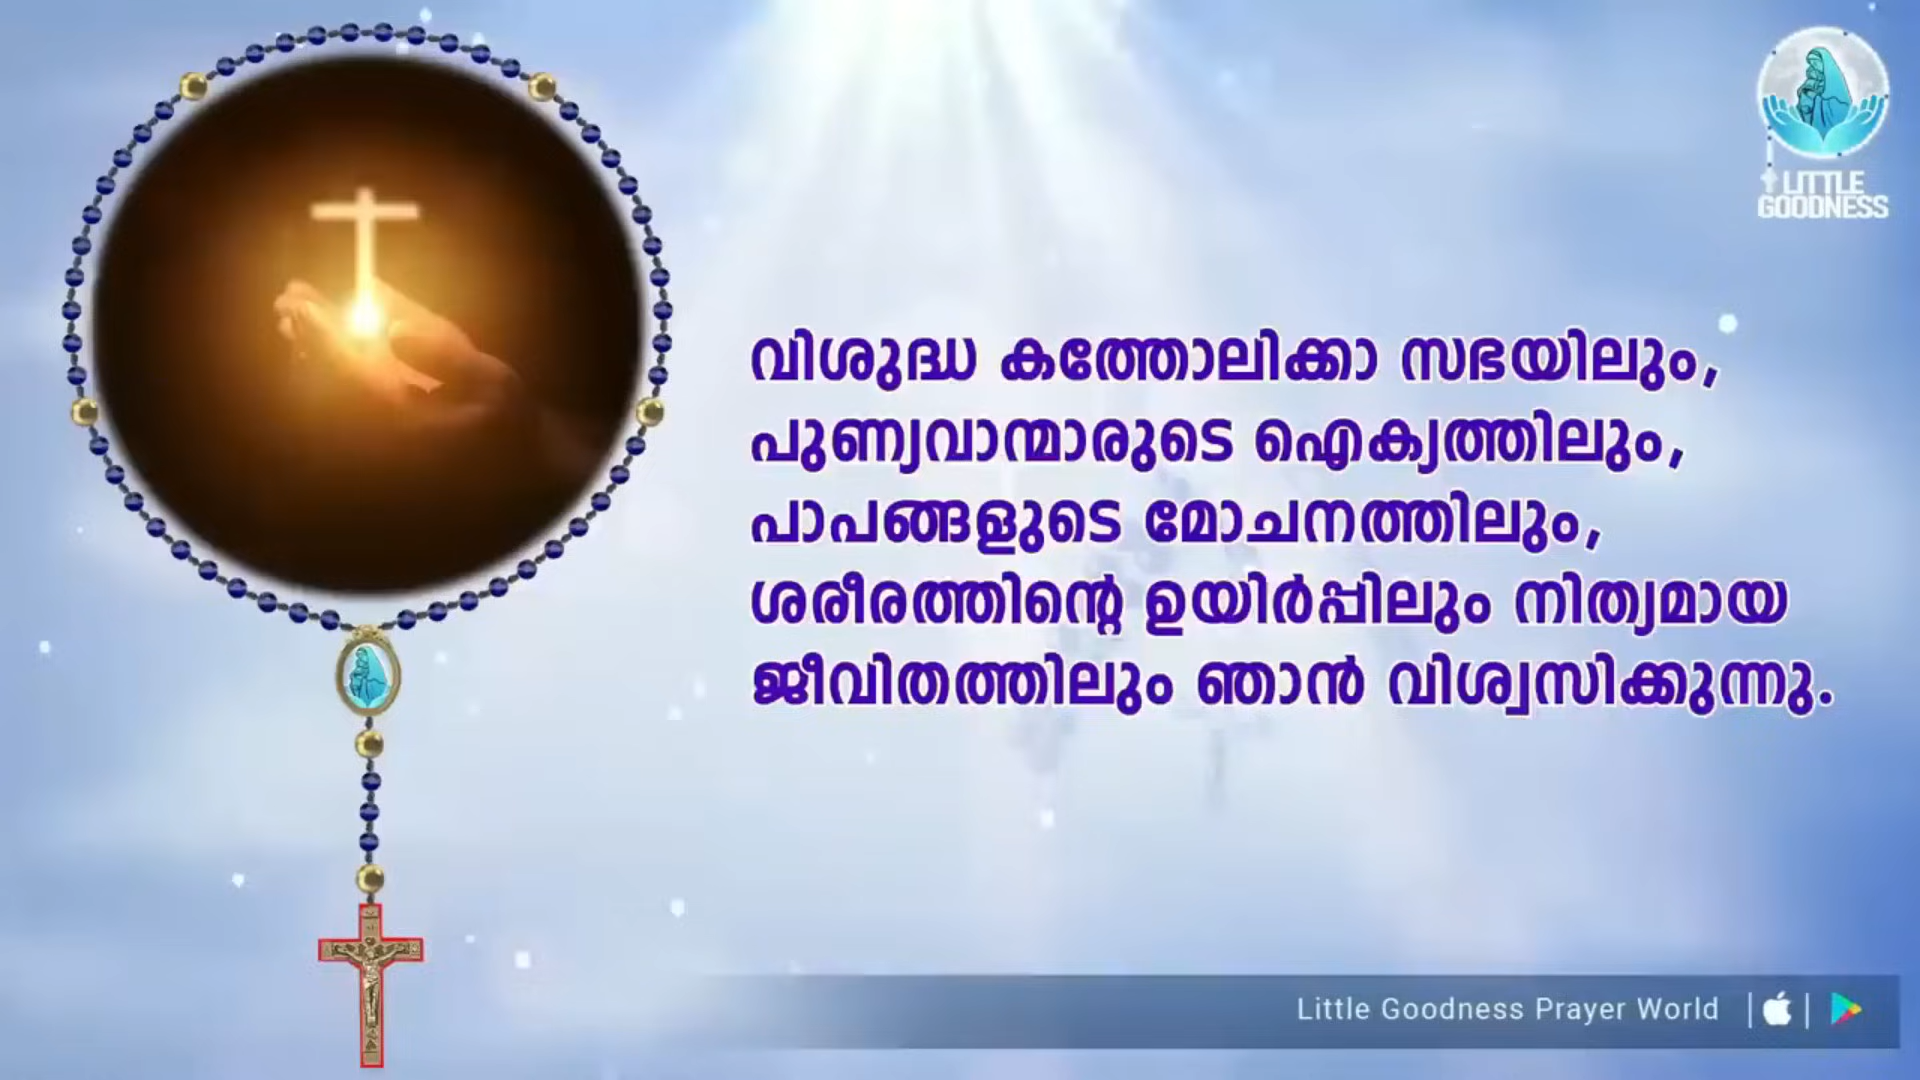 LITTLE
GOODNESS
വിശുദ്ധ കത്തോലിക്കാ സഭയിലും,
പുണ്യവാന്മാരുടെ ഐക്യത്തിലും,
പാപങ്ങളുടെ മോചനത്തിലും,
ശരീരത്തിന്റെ ഉയിർപ്പിലും നിത്യമായ
ജീവിതത്തിലും ഞാൻ വിശ്വസിക്കുന്നു.
Little Goodness Prayer World